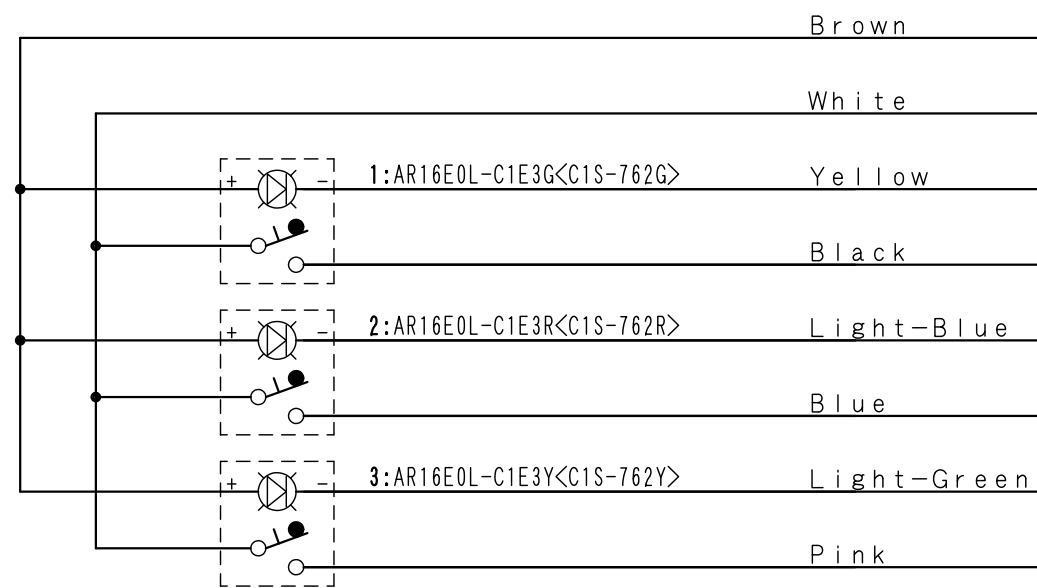 Brown
White
+ - 1:AR16E0L-C1E3G<C1S-762G> Yellow
Black
+ - 2:AR16E0L-C1E3R<C1S-762R> Light-Blue
Blue
+ - 3:AR16E0L-C1E3Y<C1S-762Y> Light-Green
Pink